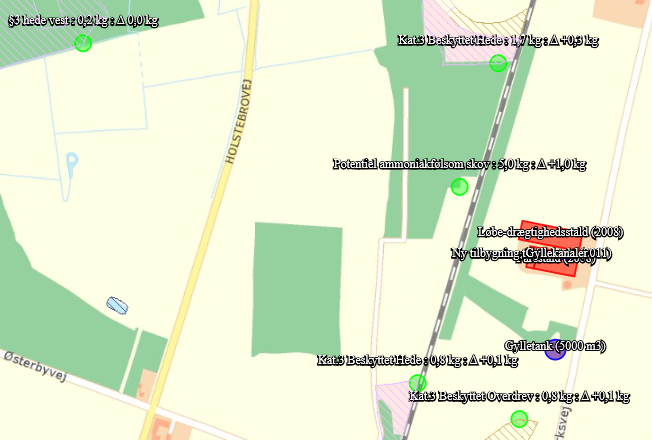 §3 hede vest : 0,2 kg : Δ 0,0 kg
Kat.3 Beskyttet Hede : 1,7 kg : Δ +0,3 kg
HOLSTEBROVEJ
Potentiel ammoniakfølsom skov : 5,0 kg : Δ +1,0 kg
Løbe-drægtighedsstald (2008)
Ny tilbygning (Gyllekanaler
Farestald (2008)
Gylletank (5000 m3)
Kat.3 Beskyttet Hede : 0,8 kg : Δ +0,1 kg
Østerbyvej
Kat.3 Beskyttet Overdrev : 0,8 kg : Δ +0,1 kg